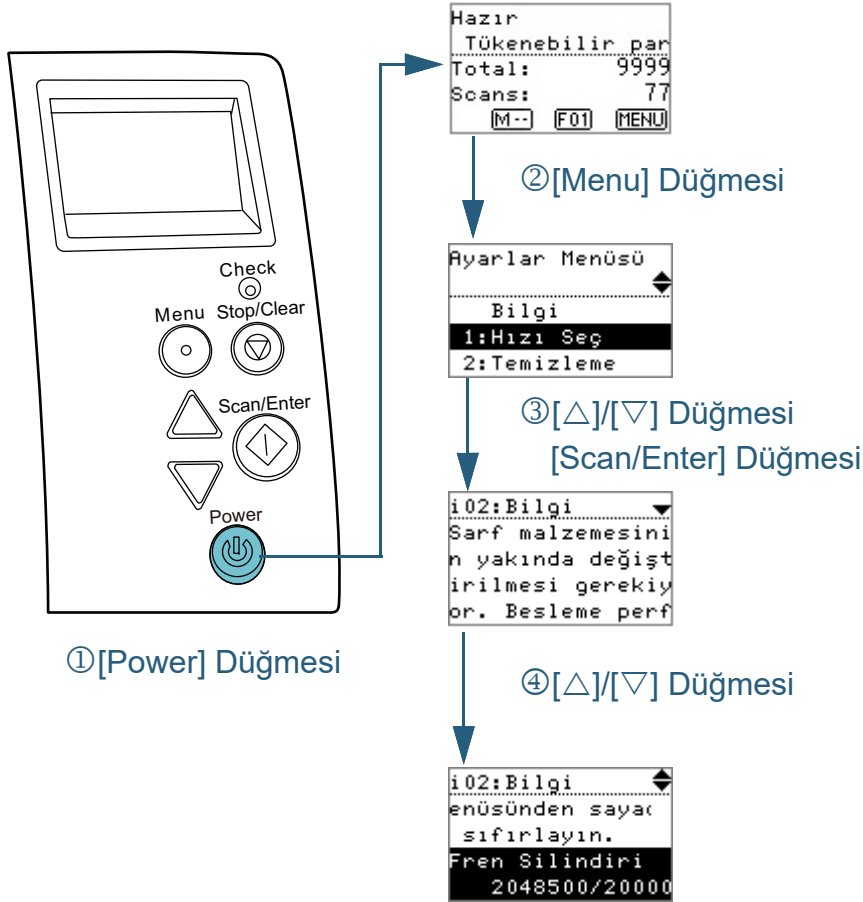 Check
Menu Stop/Clear
Scan/Enter
Power
①[Power] Düğmesi
Hazır
Tükenebilir par
Total: 9999
Scans: 77
M-- F01 MENU
②[Menu] Düğmesi
Ayarlar Menüsü
Bilgi
1:Hızı Seç
2:Temizleme
③[△]/[▽] Düğmesi
[Scan/Enter] Düğmesi
i02:Bilgi
Sarf malzemesini
n yakında değişt
irilmesi gerekiy
or. Besleme perf
④[△]/[▽] Düğmesi
i02:Bilgi
enüsünden sayac
sıfırlayın.
Fren Silindiri
2048500/20000